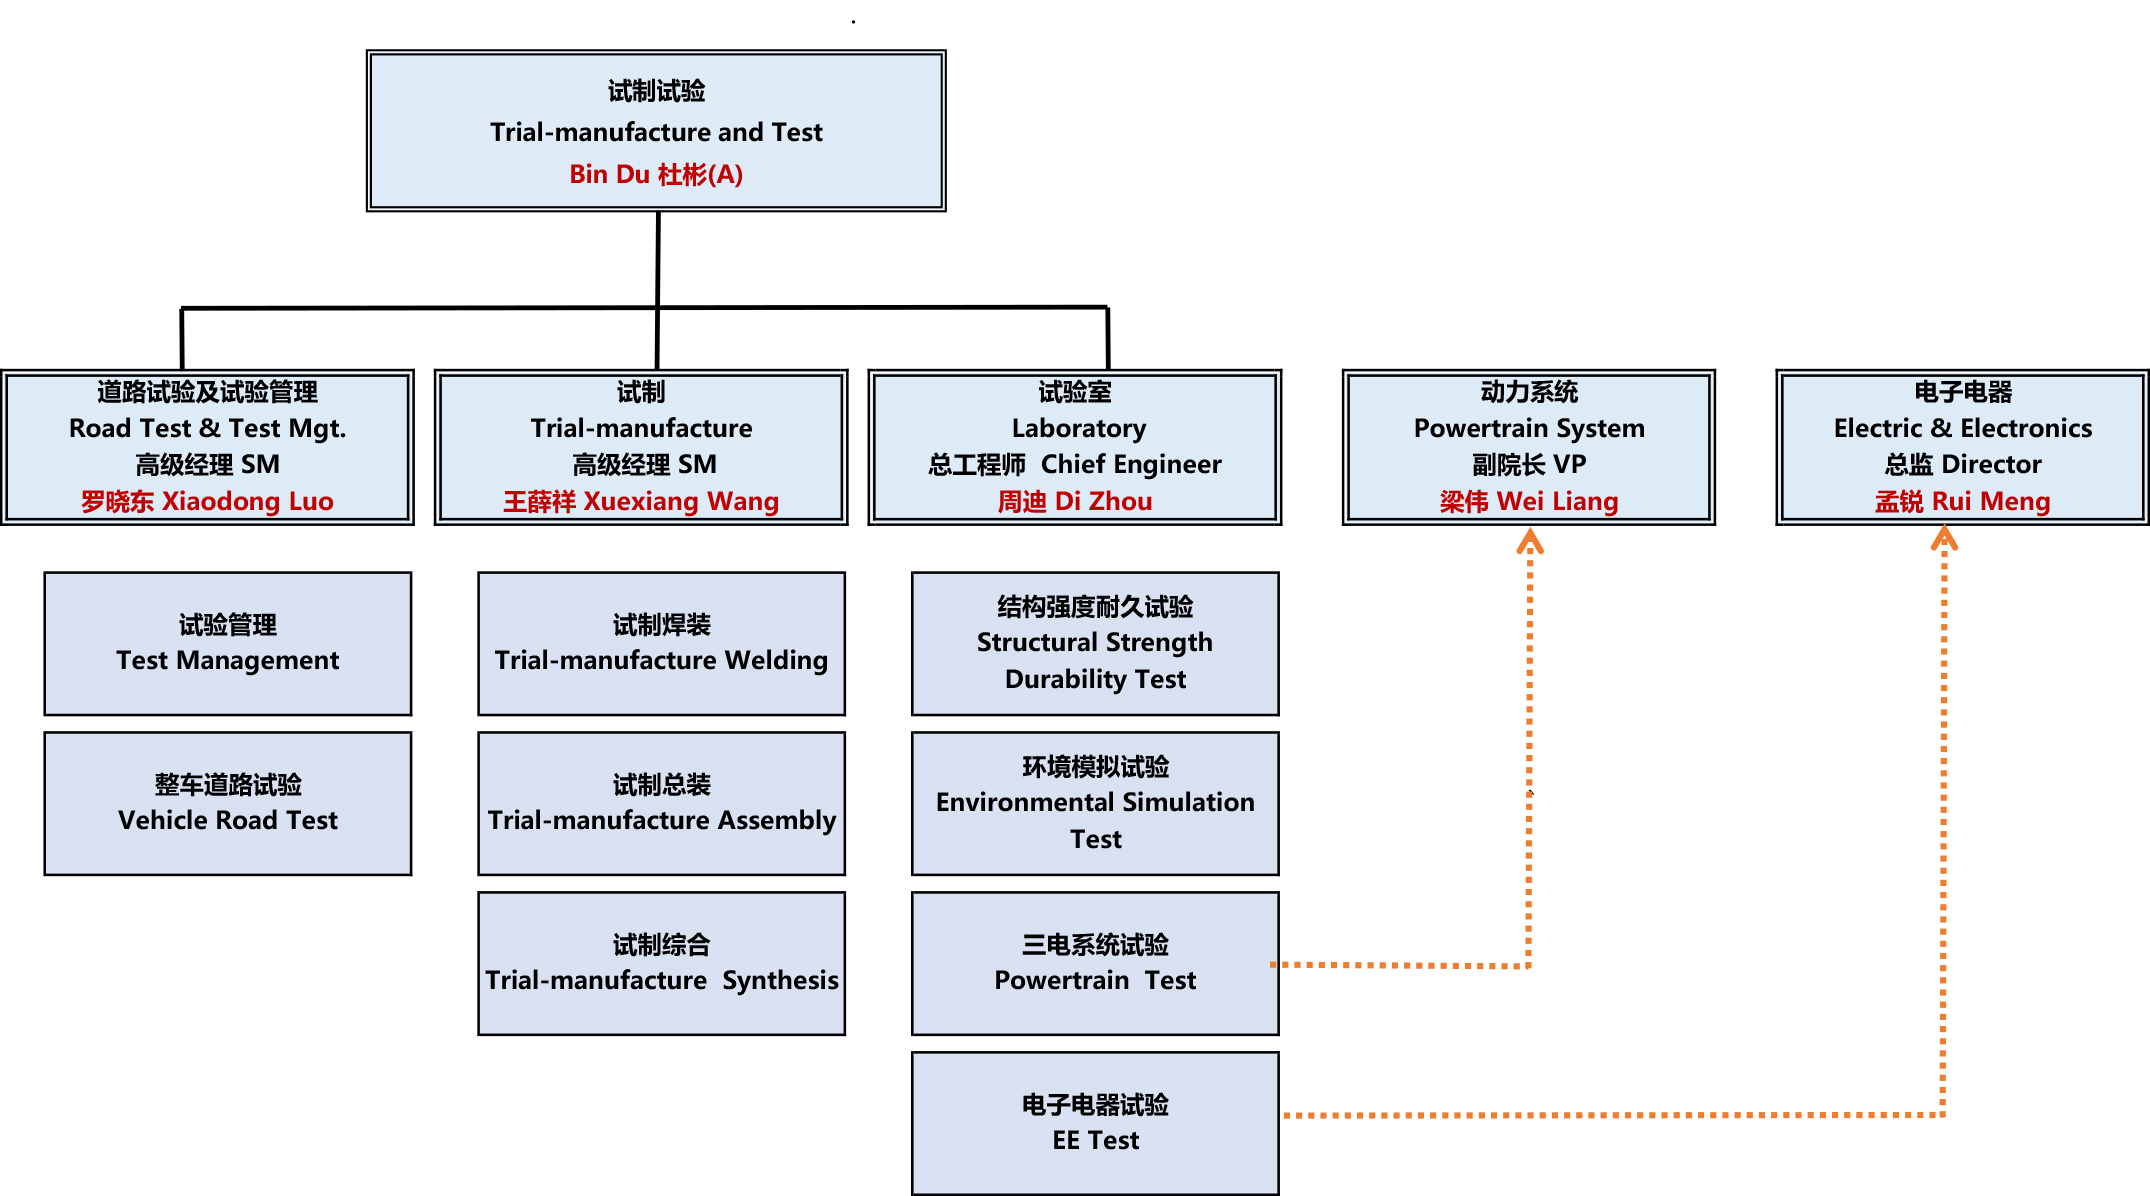 试制试验
Trial-manufacture and Test
Bin Du 杜彬(A)
道路试验及试验管理
Road Test & Test Mgt.
高级经理 SM
罗晓东 Xiaodong Luo
试制
Trial-manufacture
高级经理 SM
王薛祥 Xuexiang Wang
试验室
Laboratory
总工程师 Chief Engineer
周迪 Di Zhou
动力系统
Powertrain System
副院长 VP
梁伟 Wei Liang
电子电器
Electric & Electronics
总监 Director
孟锐 Rui Meng
试验管理
Test Management
整车道路试验
Vehicle Road Test
试制焊装
Trial-manufacture Welding
试制总装
Trial-manufacture Assembly
试制综合
Trial-manufacture Synthesis
结构强度耐久试验
Structural Strength
Durability Test
环境模拟试验
Environmental Simulation
Test
三电系统试验
Powertrain Test
电子电器试验
EE Test